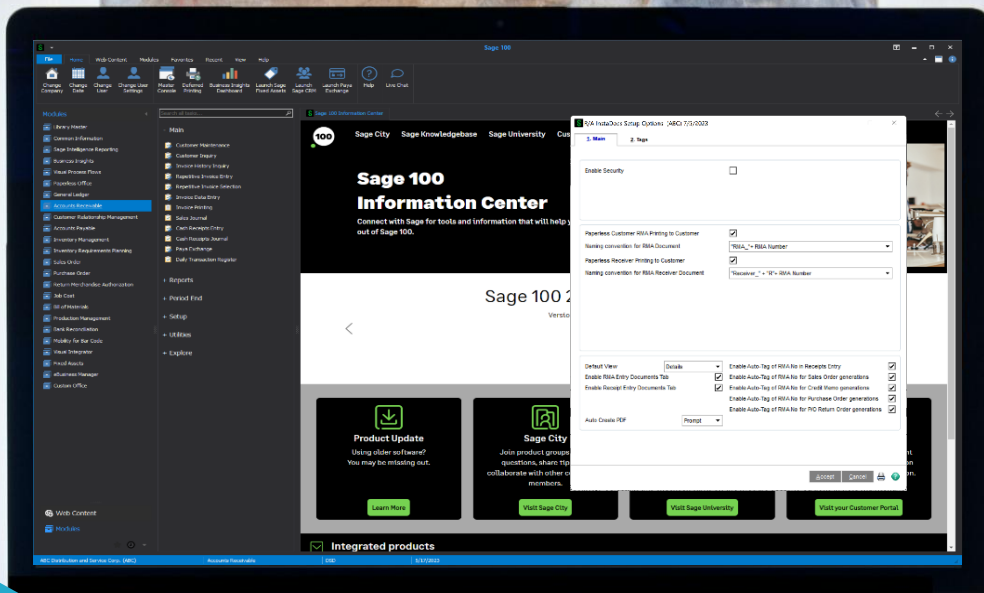 Sage 100
File Home Web Content Modules Favorites Recent View Help
Change Company
Change Date
Change User
Change User Settings
Master Console
Deferred Printing
Business Insights Dashboard
Launch Sage Fixed Assets
Launch Sage CRM
Launch Paya Exchange
Help
Live Chat
Modules
Library Master
Common Information
Sage Intelligence Reporting
Business Insights
Visual Process Flows
Paperless Office
General Ledger
Accounts Receivable
Customer Relationship Management
Accounts Payable
Inventory Management
Inventory Requirements Planning
Sales Order
Purchase Order
Return Merchandise Authorization
Job Cost
Bill of Materials
Production Management
Bank Reconciliation
Mobility for Bar Code
Visual Integrator
Fixed Assets
eBusiness Manager
Custom Office
Web Content
Modules
Search all tasks...
- Main
Customer Maintenance
Customer Inquiry
Invoice History Inquiry
Repetitive Invoice Entry
Repetitive Invoice Selection
Invoice Data Entry
Invoice Printing
Sales Journal
Cash Receipts Entry
Cash Receipts Journal
Paya Exchange
Daily Transaction Register
+ Reports
+ Period End
+ Setup
+ Utilities
+ Explore
Sage 100 Information Center
100 Sage City Sage Knowledgebase Sage University Cus
Sage 100
Information Center
Connect with Sage for tools and information that will help y
out of Sage 100.
Sage 100 2
Versio
Product Update
Using older software?
You may be missing out.
Learn More
Sage City
Join product groups
questions, share tip
collaborate with other c
members.
Visit Sage City
Visit Sage University
nt
on
on.
Visit your Customer Portal
Integrated products
R/A InstaDocs Setup Options (ABC) 7/5/2023
1. Main 2. Tags
Enable Security
Paperless Customer RMA Printing to Customer
Naming convention for RMA Document "RMA_"+ RMA Number
Paperless Receiver Printing to Customer
Naming convention for RMA Receiver Document "Receiver_" + "R"+ RMA Number
Default View Details Enable Auto-Tag of RMA No in Receipts Entry
Enable RMA Entry Documents Tab Enable Auto-Tag of RMA No for Sales Order generations
Enable Receipt Entry Documents Tab Enable Auto-Tag of RMA No for Credit Memo generations
Enable Auto-Tag of RMA No for Purchase Order generations
Enable Auto-Tag of RMA No for P/O Return Order generations
Auto Create PDF Prompt
Accept Cancel
ABC Distribution and Service Corp. (ABC) Accounts Receivable DSD 5/17/2023